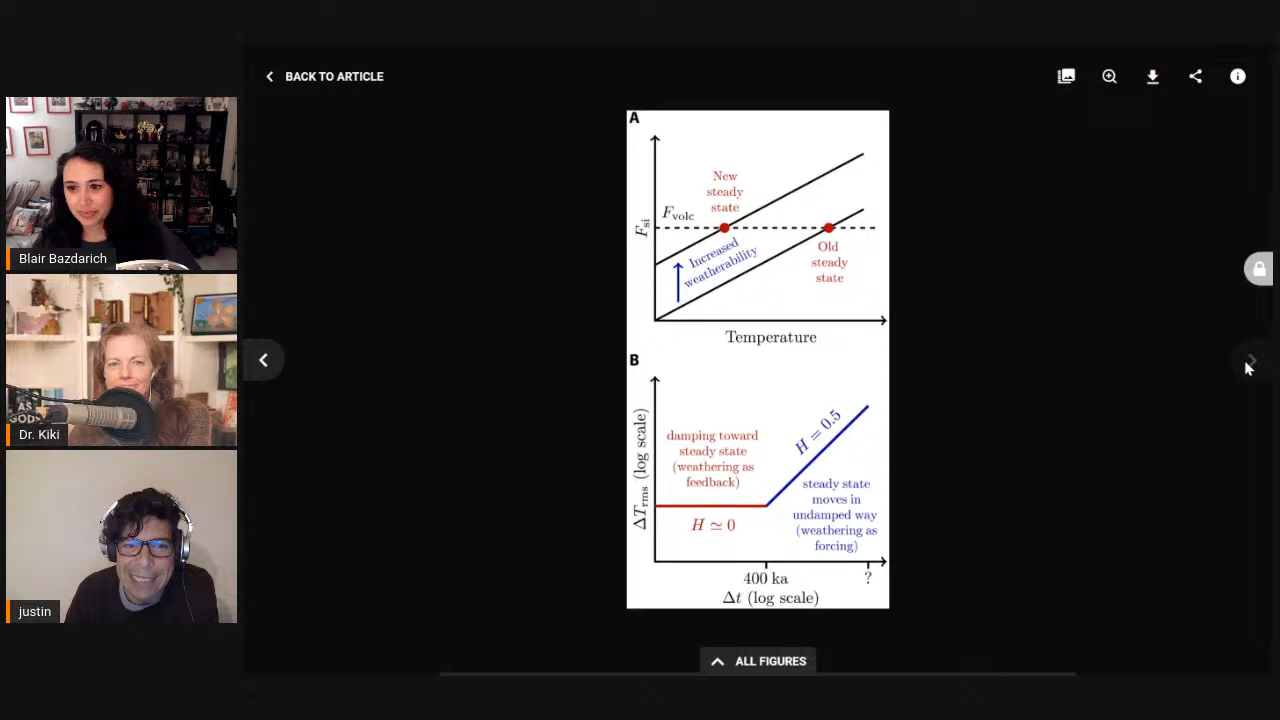 BACK TO ARTICLE
Blair Bazdarich
AS
GODS
Dr. Kiki
justin
A
New
steady
state
F_volc
F_si
Increased
weatherability
Old
steady
state
Temperature
B
ΔT_rms (log scale)
damping toward
steady state
(weathering as
feedback)
H ≃ 0
H = 0.5
steady state
moves in
undamped way
(weathering as
forcing)
400 ka
?
Δt (log scale)
ALL FIGURES